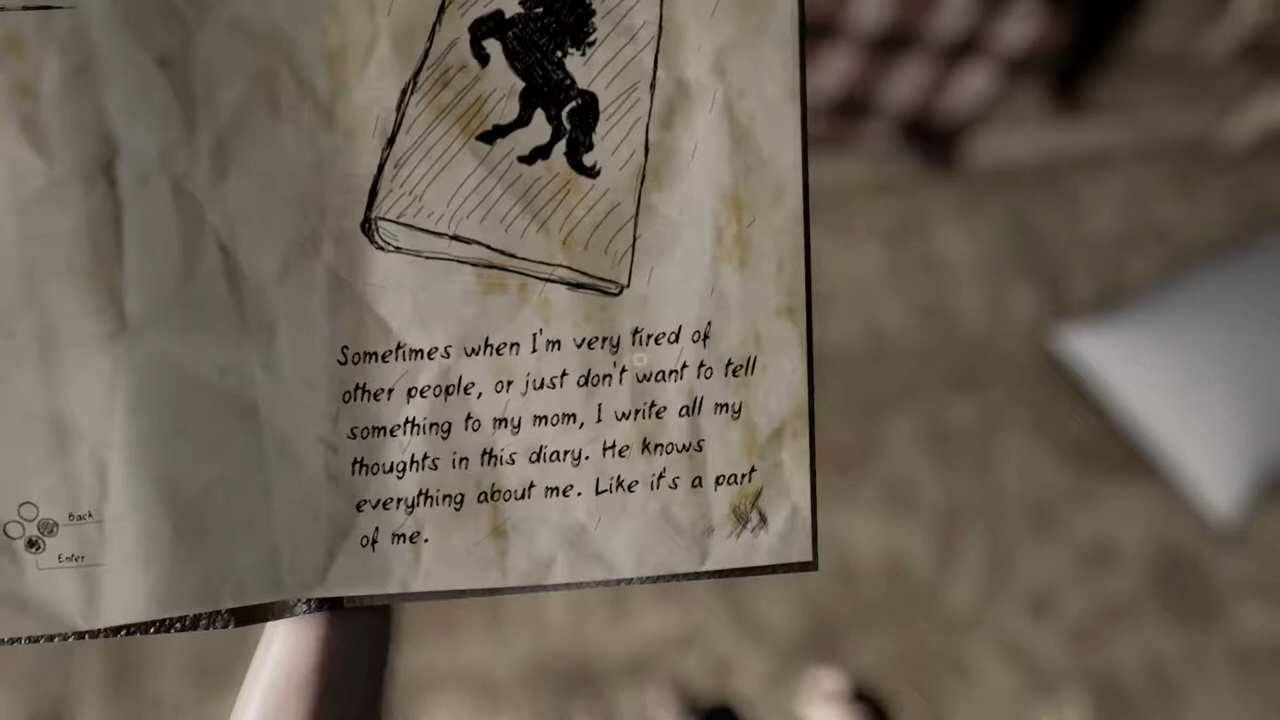 Sometimes when I'm very tired of
other people, or just don't want to tell
something to my mom, I write all my
thoughts in this diary. He knows
everything about me. Like it's a part
of me.
Back
Enter